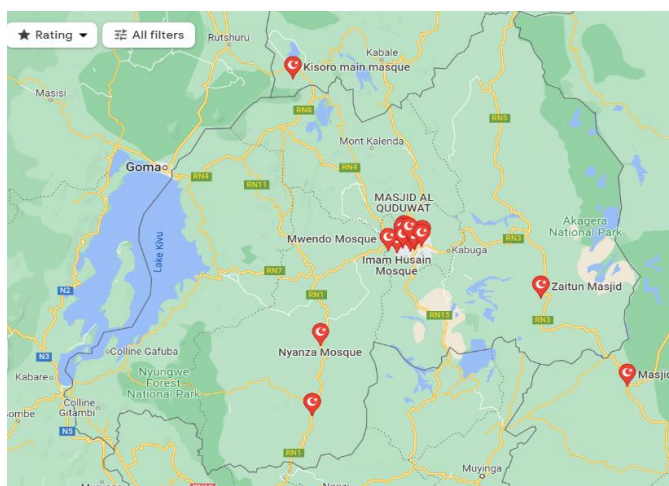 Rating
All filters
Rutshuru
Kabale
Kisoro main masque
Masisi
RN8
RN5
Mont Kalenda
Goma
RN4
RN4
RN11
MASJID AL
QUDUWAT
Akagera
National Park
Mwendo Mosque
RN3
Kabuga
Imam Husain
Mosque
Lake Kivu
RN7
N2
RN1
RN15
Zaitun Masjid
RN3
N3
Colline Gafuba
Nyanza Mosque
Kabare
Nyungwe
Forest
National Park
Masjid
Colline
Gitambi
N5
RN1
Muyinga